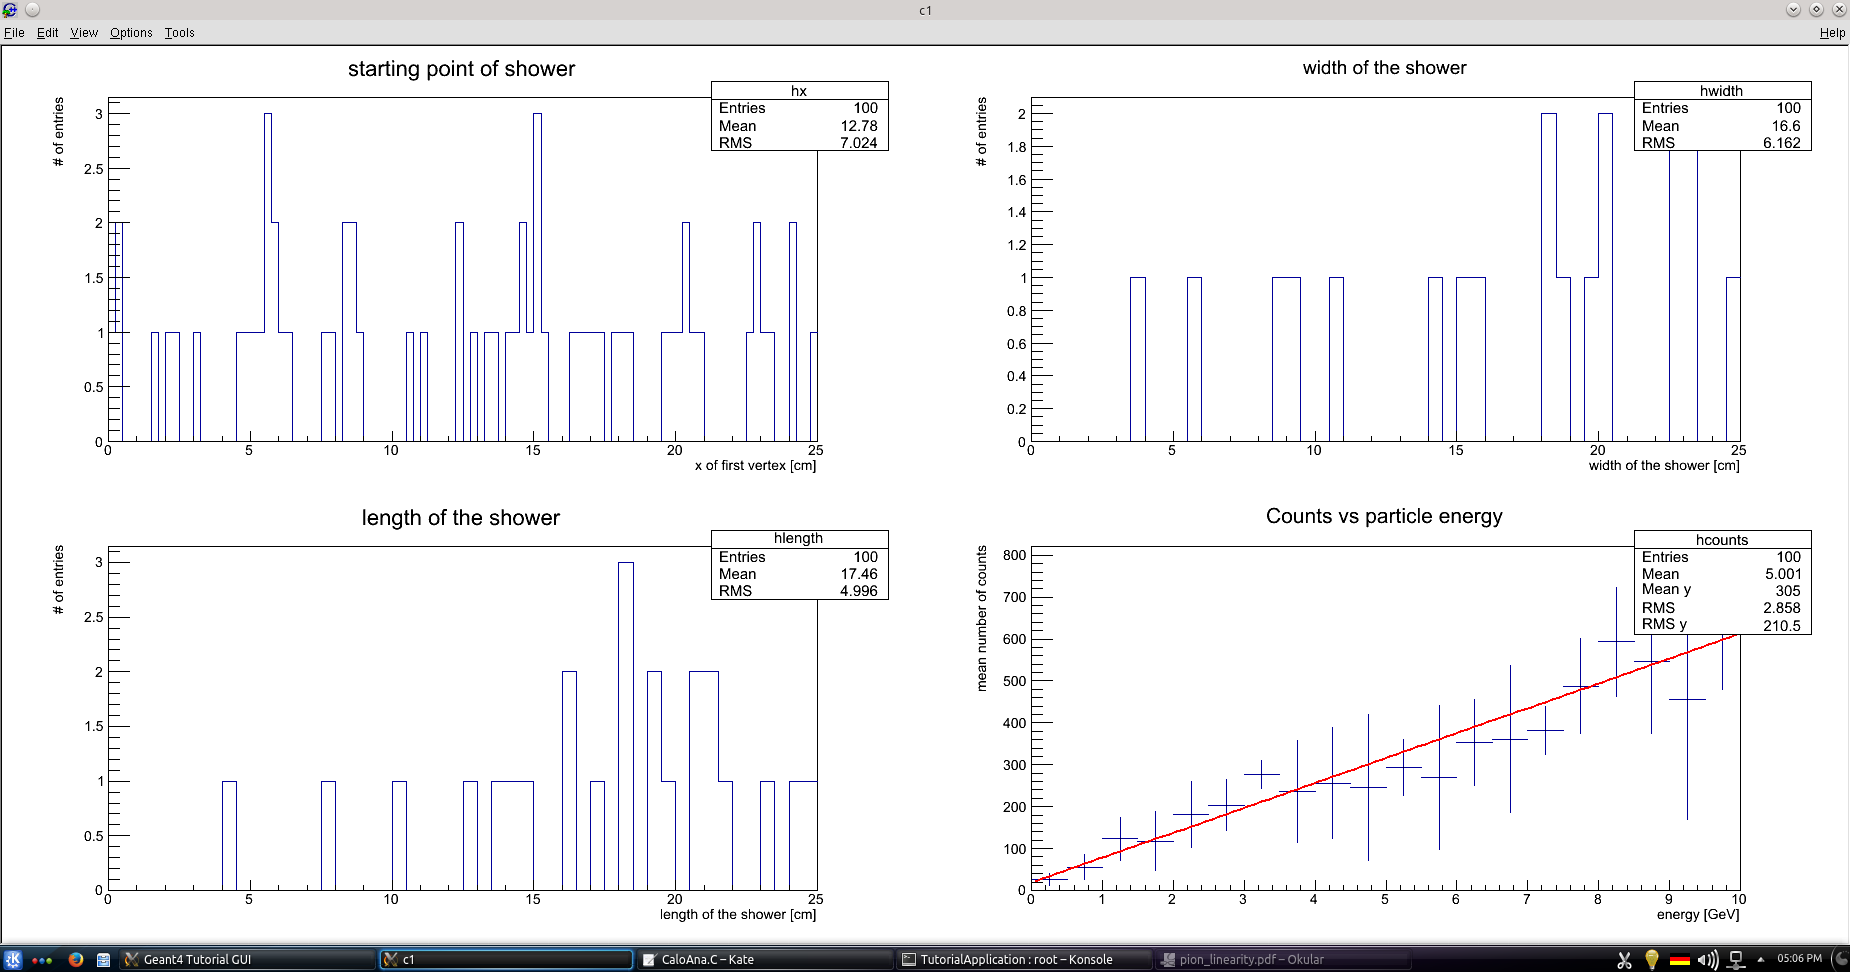 c1
File Edit View Options Tools Help
starting point of shower
# of entries
hx
Entries 100
Mean 12.78
RMS 7.024
3
2.5
2
1.5
1
0.5
0
0 5 10 15 20 25
x of first vertex [cm]
width of the shower
# of entries
hwidth
Entries 100
Mean 16.6
RMS 6.162
2
1.8
1.6
1.4
1.2
1
0.8
0.6
0.4
0.2
0
0 5 10 15 20 25
width of the shower [cm]
length of the shower
# of entries
hlength
Entries 100
Mean 17.46
RMS 4.996
3
2.5
2
1.5
1
0.5
0
0 5 10 15 20 25
length of the shower [cm]
Counts vs particle energy
mean number of counts
hcounts
Entries 100
Mean 5.001
Mean y 305
RMS 2.858
RMS y 210.5
800
700
600
500
400
300
200
100
0
0 1 2 3 4 5 6 7 8 9 10
energy [GeV]
Geant4 Tutorial GUI
c1
CaloAna.C – Kate
TutorialApplication : root – Konsole
pion_linearity.pdf – Okular
05:06 PM